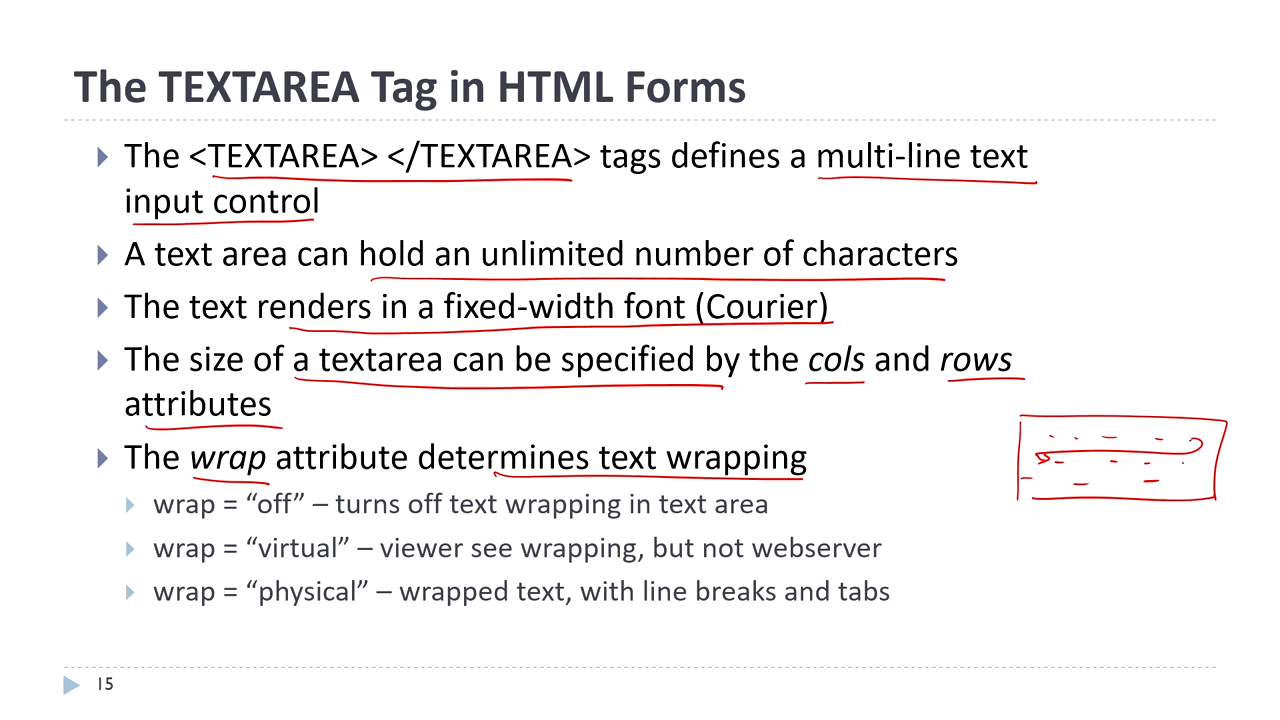 The TEXTAREA Tag in HTML Forms
The <TEXTAREA> </TEXTAREA> tags defines a multi-line text
input control
A text area can hold an unlimited number of characters
The text renders in a fixed-width font (Courier)
The size of a textarea can be specified by the cols and rows
attributes
The wrap attribute determines text wrapping
wrap = “off” – turns off text wrapping in text area
wrap = “virtual” – viewer see wrapping, but not webserver
wrap = “physical” – wrapped text, with line breaks and tabs
15